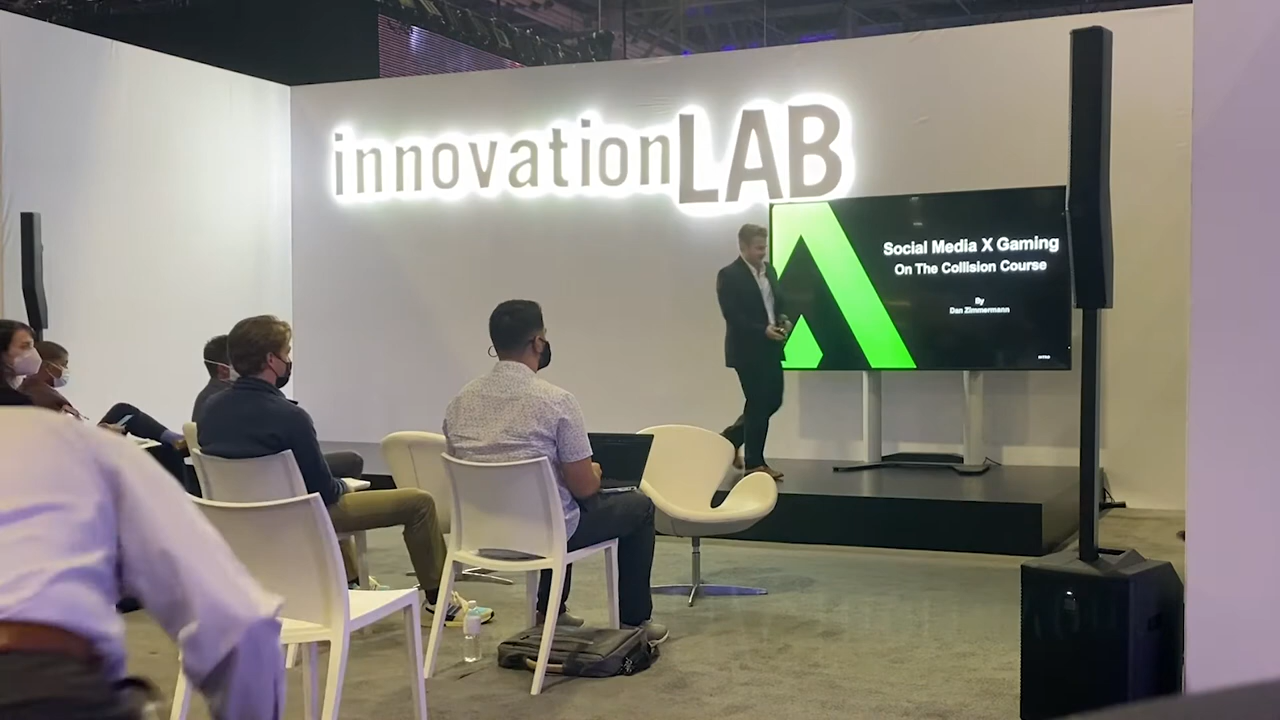 innovationLAB
Social Media X Gaming
On The Collision Course
By
Dan Zimmermann